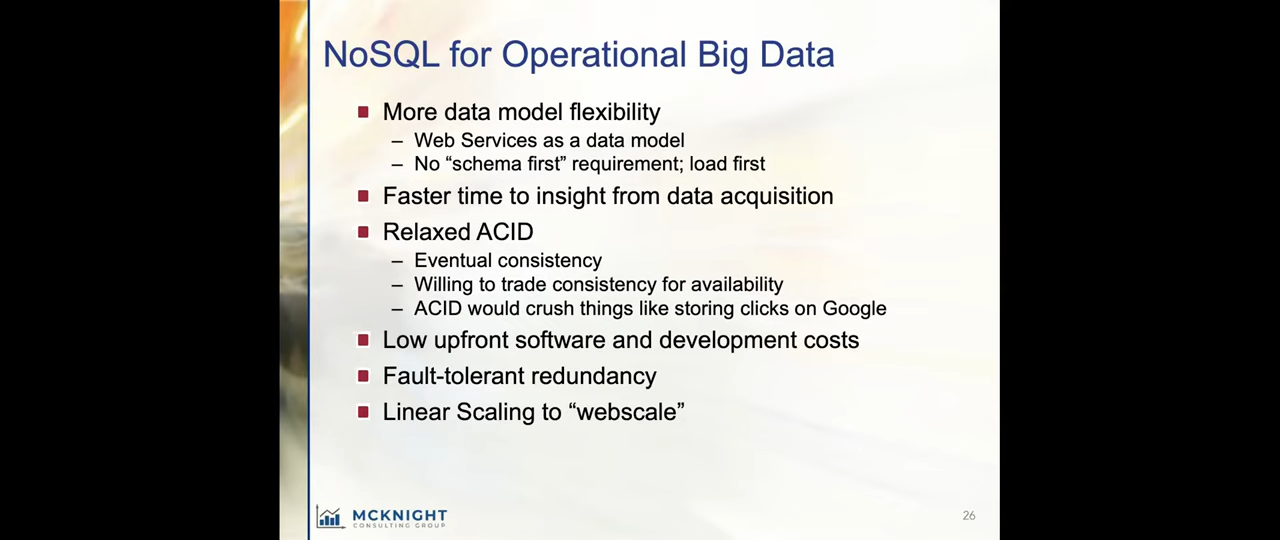 NoSQL for Operational Big Data
More data model flexibility
– Web Services as a data model
– No “schema first” requirement; load first
Faster time to insight from data acquisition
Relaxed ACID
– Eventual consistency
– Willing to trade consistency for availability
– ACID would crush things like storing clicks on Google
Low upfront software and development costs
Fault-tolerant redundancy
Linear Scaling to “webscale”
MCKNIGHT
CONSULTING GROUP
26